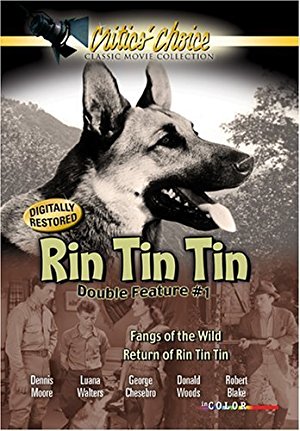 Critics' Choice
CLASSIC MOVIE COLLECTION
DIGITALLY
RESTORED
Rin Tin Tin
Double Feature #1
Fangs of the Wild
Return of Rin Tin Tin
Dennis Moore
Luana Walters
George Chesebro
Donald Woods
Robert Blake
in COLOR